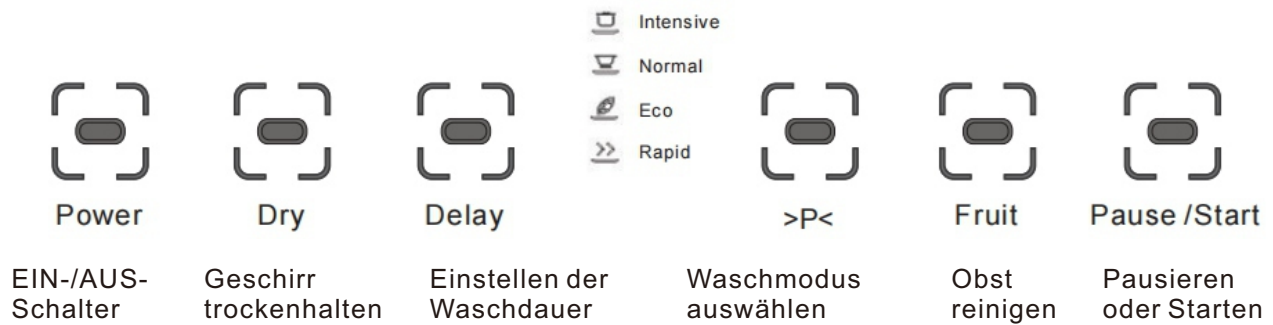 Intensive
Normal
Eco
Rapid
Power Dry Delay >P< Fruit Pause /Start
EIN-/AUS- Geschirr Einstellen der Waschmodus Obst Pausieren
Schalter trockenhalten Waschdauer auswählen reinigen oder Starten